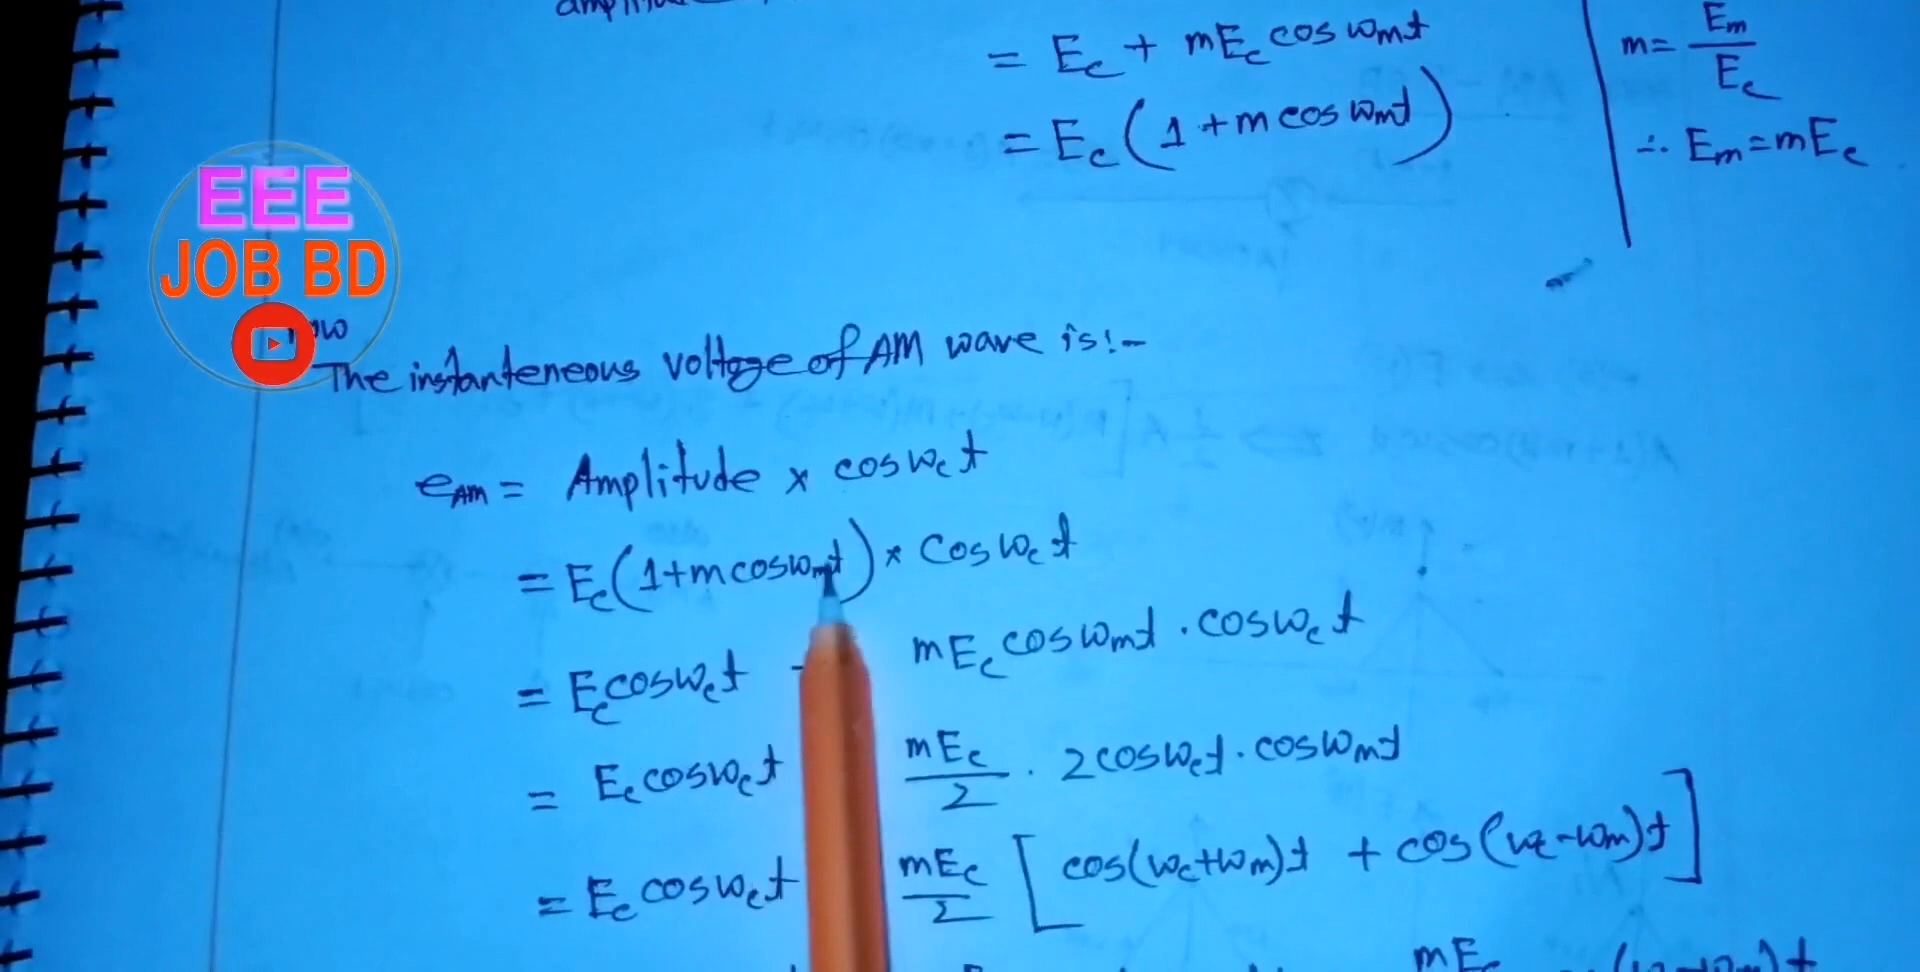 = Ec + mEc cos ωmt
= Ec (1 + m cos ωmt)
m = Em / Ec
∴ Em = mEc
EEE
JOB BD
The instanteneous voltage of AM wave is:-
eAM = Amplitude × cos ωct
= Ec (1 + m cos ωmt) × cos ωct
= Ec cos ωct mEc cos ωmt . cos ωct
= Ec cos ωct mEc / 2 . 2 cos ωct . cos ωmt
= Ec cos ωct mEc / 2 [cos (ωc + ωm)t + cos (ωc - ωm)t]
mEc